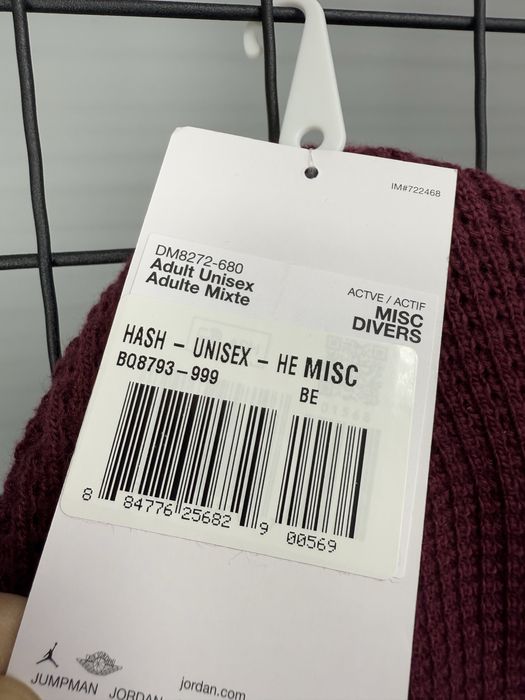 IM#722468
DM8272-680
Adult Unisex
Adulte Mixte
ACTVE / ACTIF
MISC
DIVERS
HASH - UNISEX - HE MISC
BQ8793-999
BE
8 84776 25682 9 00569
JUMPMAN JORDAN
jordan.com